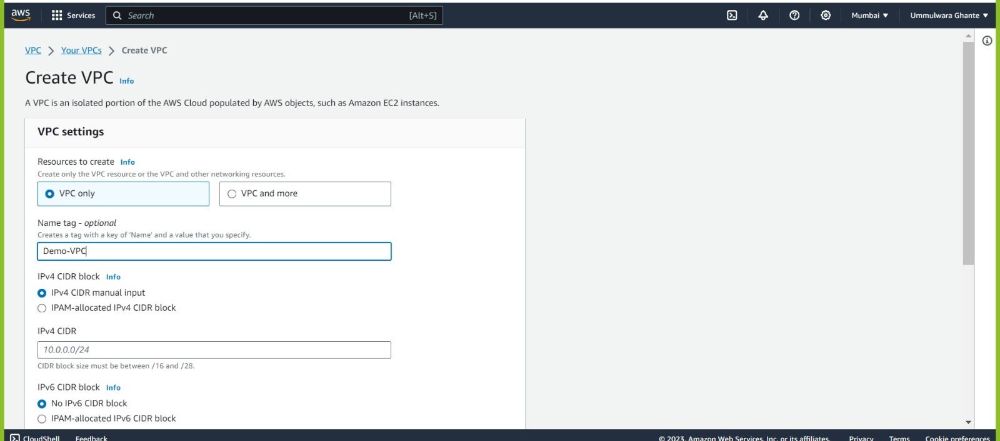 aws Services Search [Alt+S] Mumbai ▼ Ummulwara Ghante ▼
VPC > Your VPCs > Create VPC
Create VPC Info
A VPC is an isolated portion of the AWS Cloud populated by AWS objects, such as Amazon EC2 instances.
VPC settings
Resources to create Info
Create only the VPC resource or the VPC and other networking resources.
VPC only VPC and more
Name tag - optional
Creates a tag with a key of 'Name' and a value that you specify.
Demo-VPC
IPv4 CIDR block Info
IPv4 CIDR manual input
IPAM-allocated IPv4 CIDR block
IPv4 CIDR
10.0.0.0/24
CIDR block size must be between /16 and /28.
IPv6 CIDR block Info
No IPv6 CIDR block
IPAM-allocated IPv6 CIDR block
CloudShell Feedback © 2023, Amazon Web Services, Inc. or its affiliates. Privacy Terms Cookie preferences